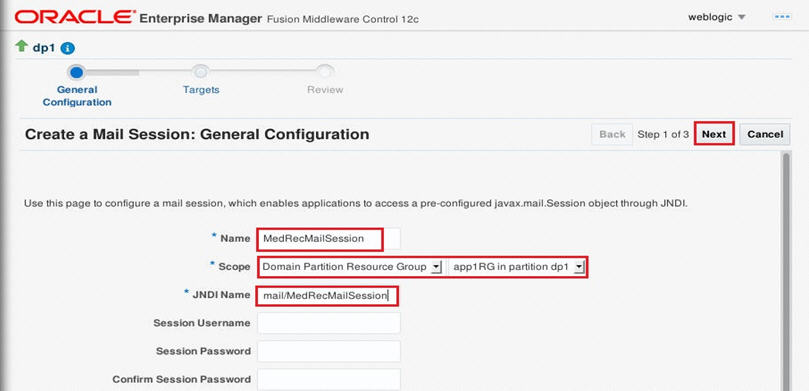 ORACLE Enterprise Manager Fusion Middleware Control 12c weblogic
dp1
General Configuration Targets Review
Create a Mail Session: General Configuration Back Step 1 of 3 Next Cancel
Use this page to configure a mail session, which enables applications to access a pre-configured javax.mail.Session object through JNDI.
* Name MedRecMailSession
* Scope Domain Partition Resource Group app1RG in partition dp1
* JNDI Name mail/MedRecMailSession
Session Username
Session Password
Confirm Session Password